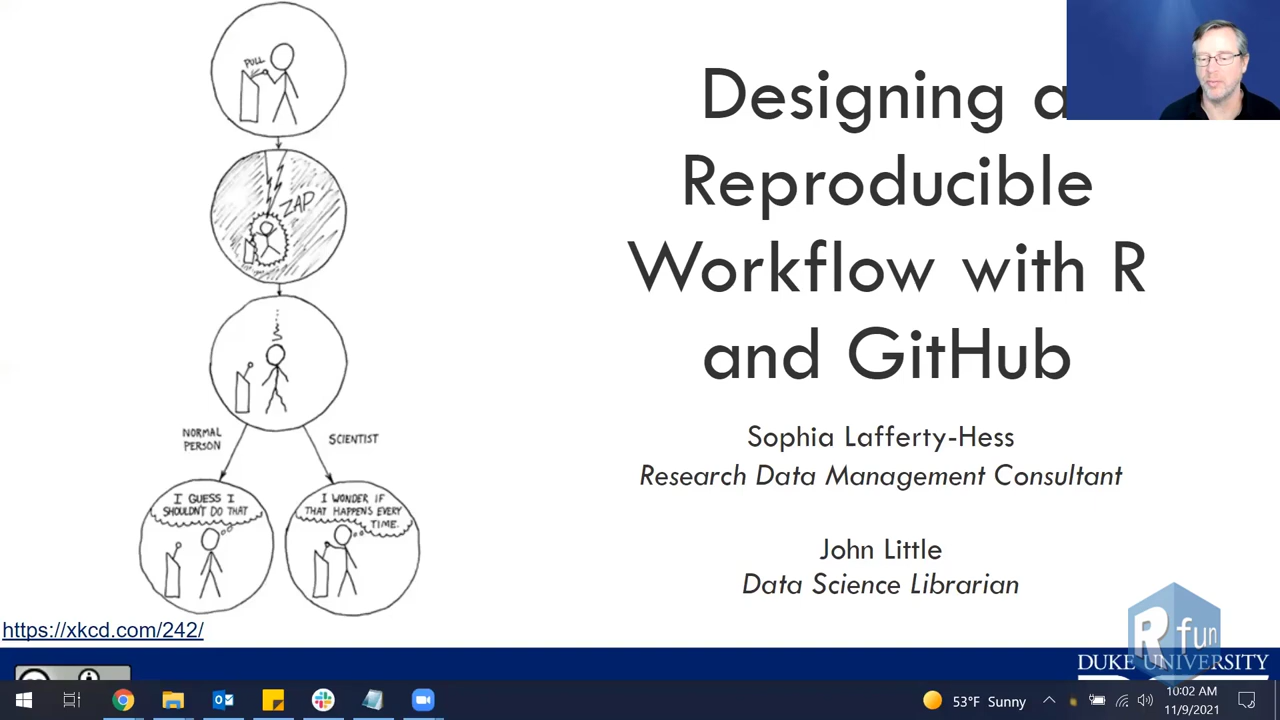 PULL
ZAP
NORMAL
PERSON
SCIENTIST
I GUESS I
SHOULDN'T DO THAT
I WONDER IF
THAT HAPPENS EVERY
TIME.
https://xkcd.com/242/
Designing a
Reproducible
Workflow with R
and GitHub
Sophia Lafferty-Hess
Research Data Management Consultant
John Little
Data Science Librarian
R fun
DUKE UNIVERSITY
53°F Sunny
10:02 AM
11/9/2021